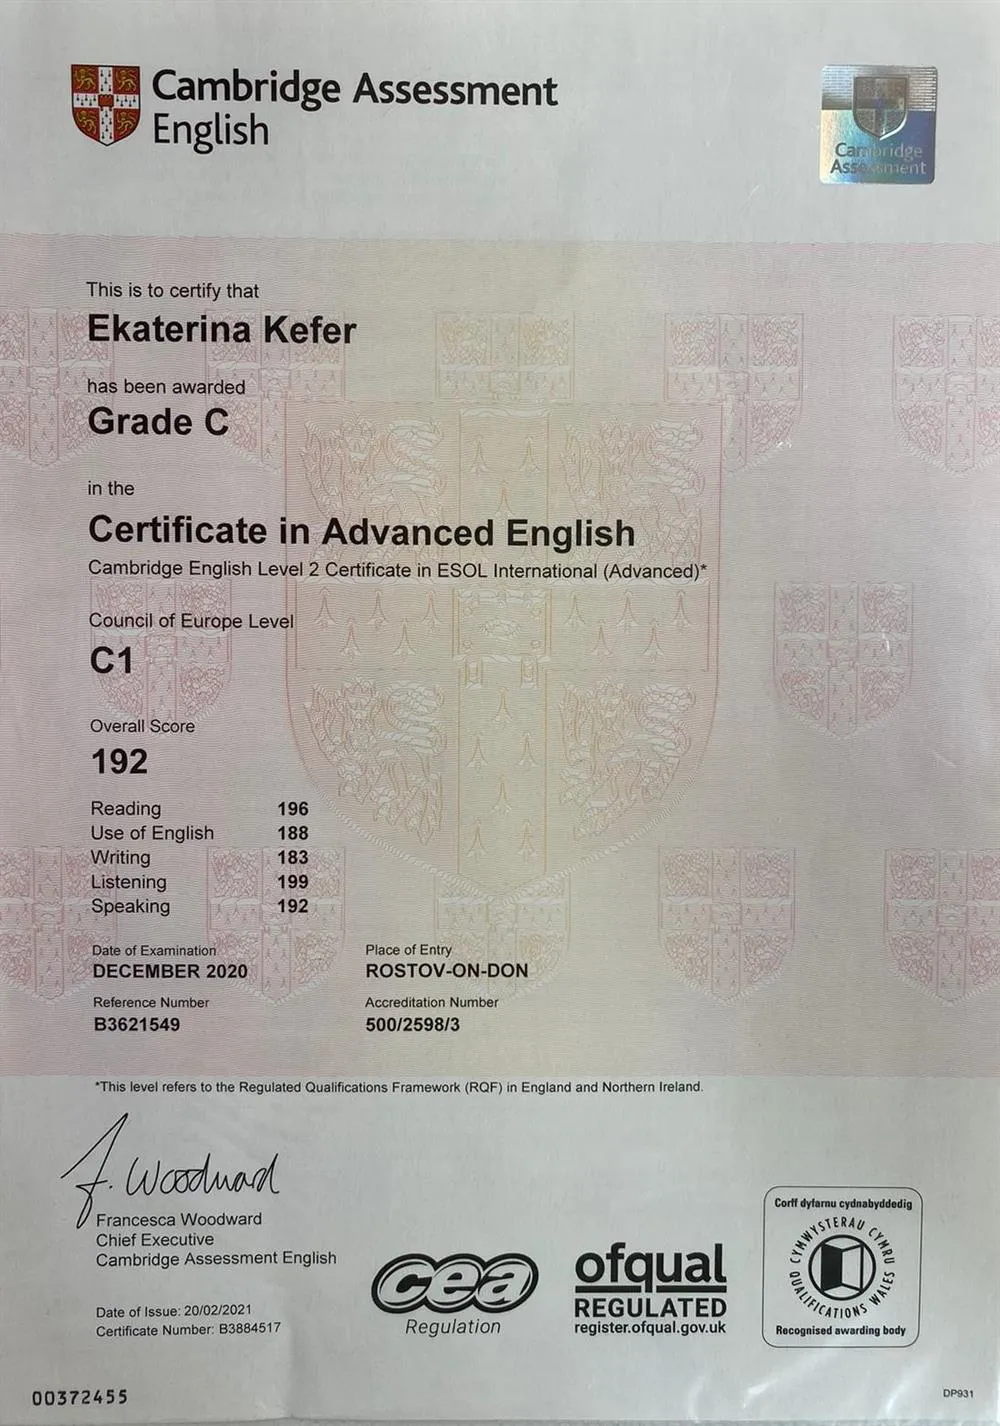 Cambridge Assessment
English
Cambridge
Assessment
This is to certify that
Ekaterina Kefer
has been awarded
Grade C
in the
Certificate in Advanced English
Cambridge English Level 2 Certificate in ESOL International (Advanced)*
Council of Europe Level
C1
Overall Score
192
Reading 196
Use of English 188
Writing 183
Listening 199
Speaking 192
Date of Examination Place of Entry
DECEMBER 2020 ROSTOV-ON-DON
Reference Number Accreditation Number
B3621549 500/2598/3
*This level refers to the Regulated Qualifications Framework (RQF) in England and Northern Ireland.
F. Woodward
Francesca Woodward
Chief Executive
Cambridge Assessment English
Date of Issue: 20/02/2021
Certificate Number: B3884517
cea
Regulation
ofqual
REGULATED
register.ofqual.gov.uk
Corff dyfarnu cydnabyddedig
CYMWYSTERAU CYMRU
QUALIFICATIONS WALES
Recognised awarding body
00372455
DP931